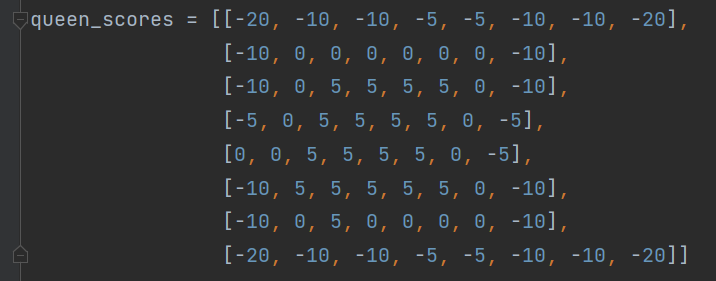 queen_scores = [[-20, -10, -10, -5, -5, -10, -10, -20],
[-10, 0, 0, 0, 0, 0, 0, -10],
[-10, 0, 5, 5, 5, 5, 0, -10],
[-5, 0, 5, 5, 5, 5, 0, -5],
[0, 0, 5, 5, 5, 5, 0, -5],
[-10, 5, 5, 5, 5, 5, 0, -10],
[-10, 0, 5, 0, 0, 0, 0, -10],
[-20, -10, -10, -5, -5, -10, -10, -20]]